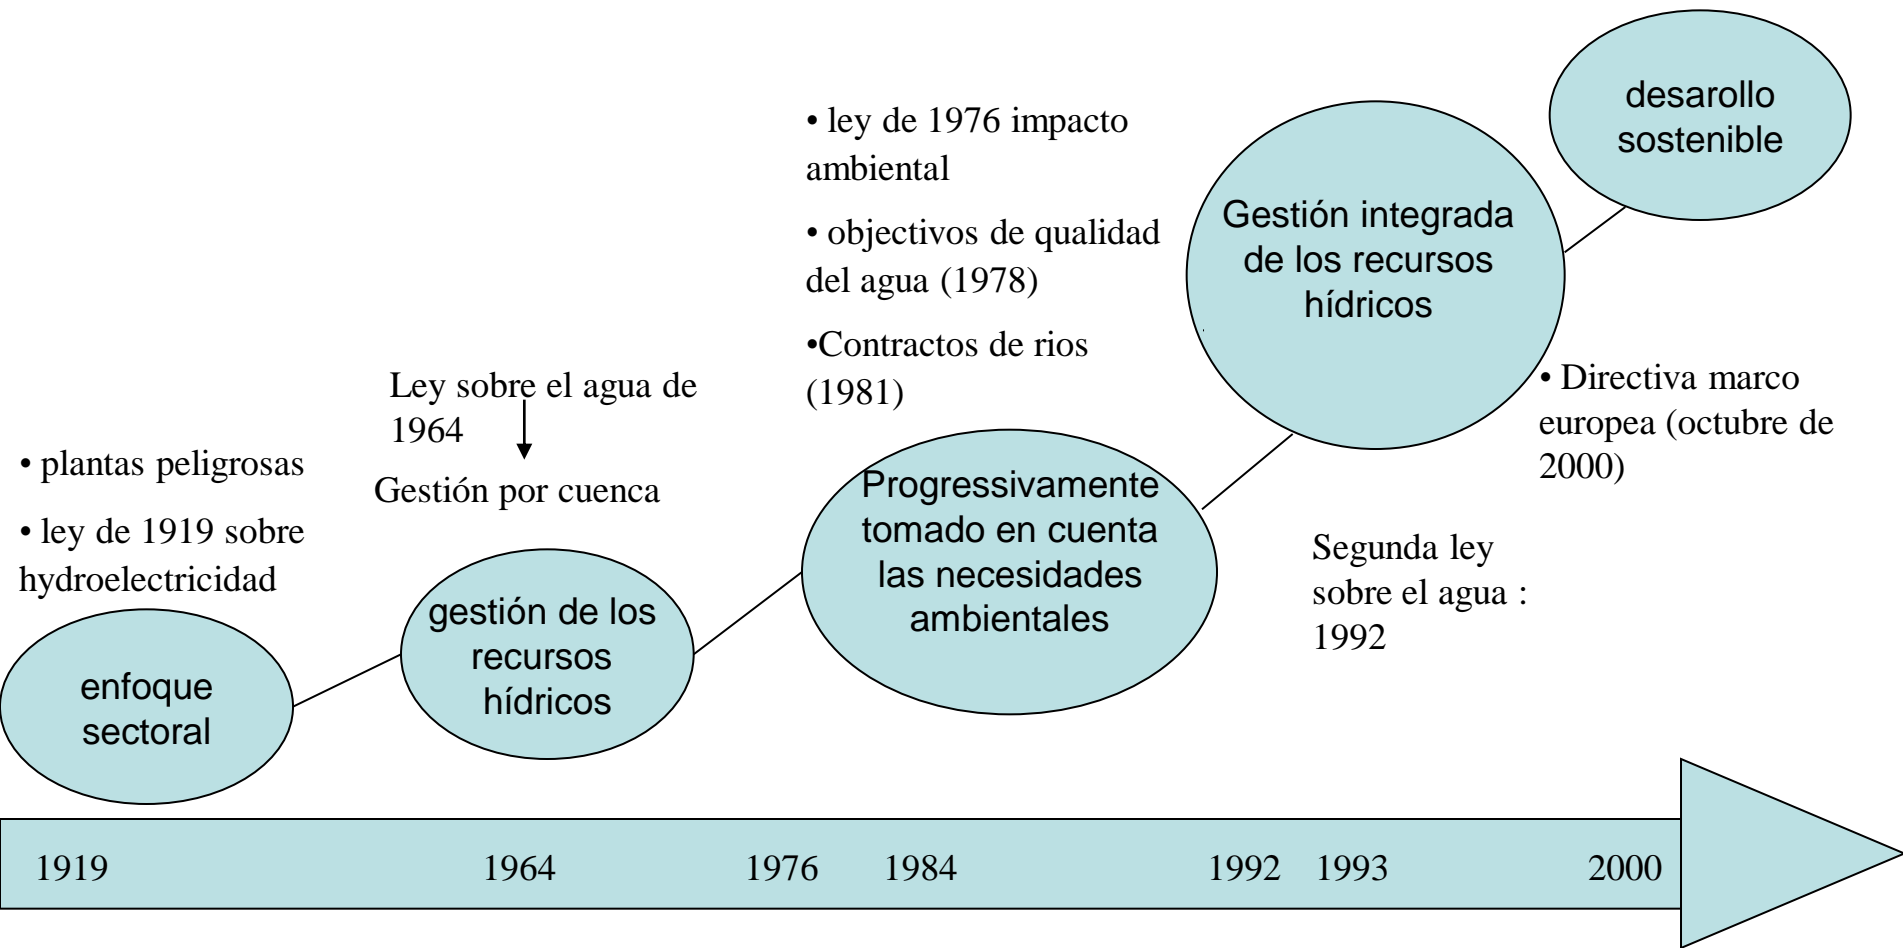 • plantas peligrosas
• ley de 1919 sobre
hydroelectricidad
enfoque
sectoral
Ley sobre el agua de
1964
Gestión por cuenca
gestión de los
recursos
hídricos
• ley de 1976 impacto
ambiental
• objectivos de qualidad
del agua (1978)
•Contractos de rios
(1981)
Progressivamente
tomado en cuenta
las necesidades
ambientales
Gestión integrada
de los recursos
hídricos
Segunda ley
sobre el agua :
1992
desarollo
sostenible
• Directiva marco
europea (octubre de
2000)
1919 1964 1976 1984 1992 1993 2000